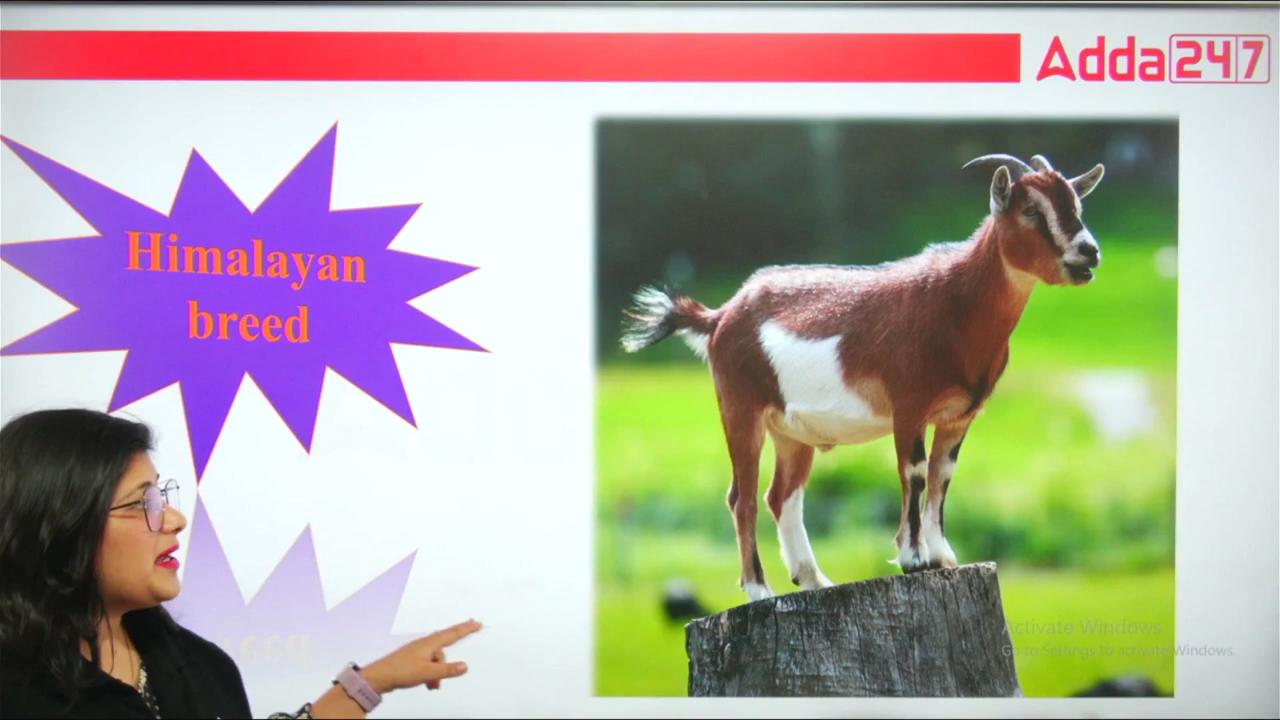 Adda247
Himalayan
breed
Activate Windows
Go to Settings to activate Windows.